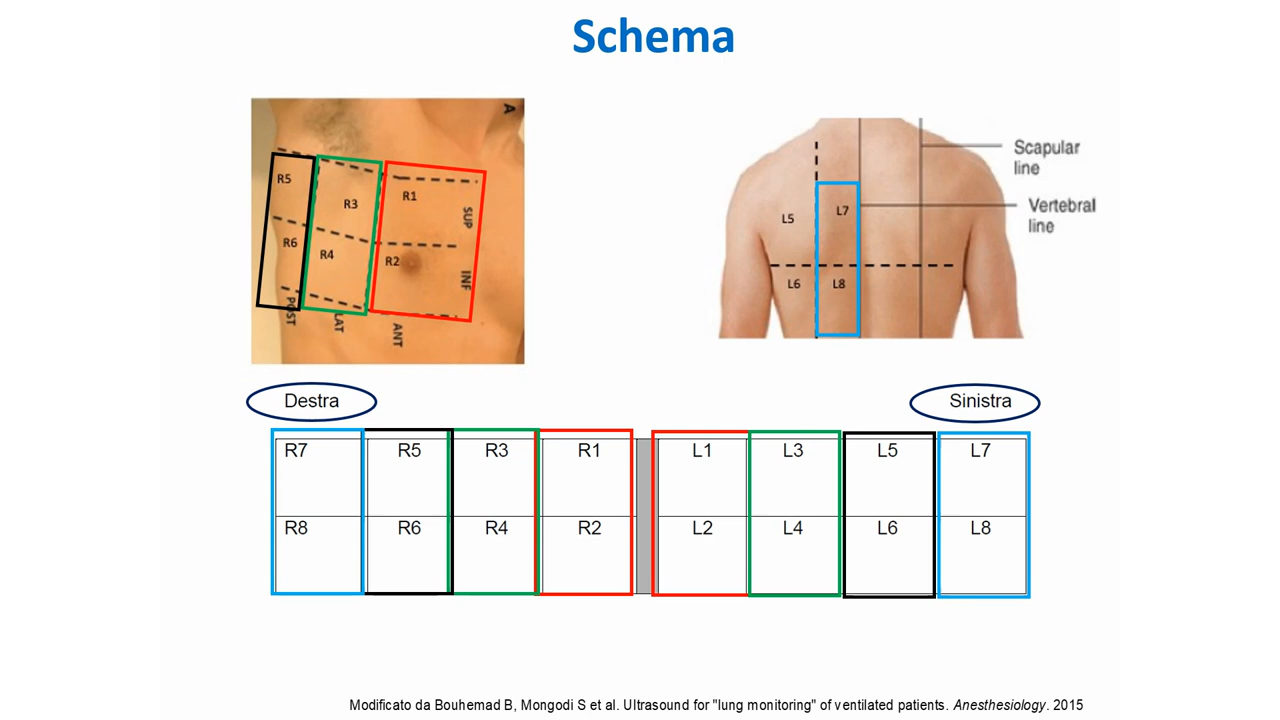 Schema
A
R5
R3
R1
SUP
R6
R4
R2
INF
POST
LAT
ANT
Scapular
line
Vertebral
line
L5
L7
L6
L8
Destra
Sinistra
R7 R5 R3 R1 L1 L3 L5 L7
R8 R6 R4 R2 L2 L4 L6 L8
Modificato da Bouhemad B, Mongodi S et al. Ultrasound for "lung monitoring" of ventilated patients. Anesthesiology. 2015